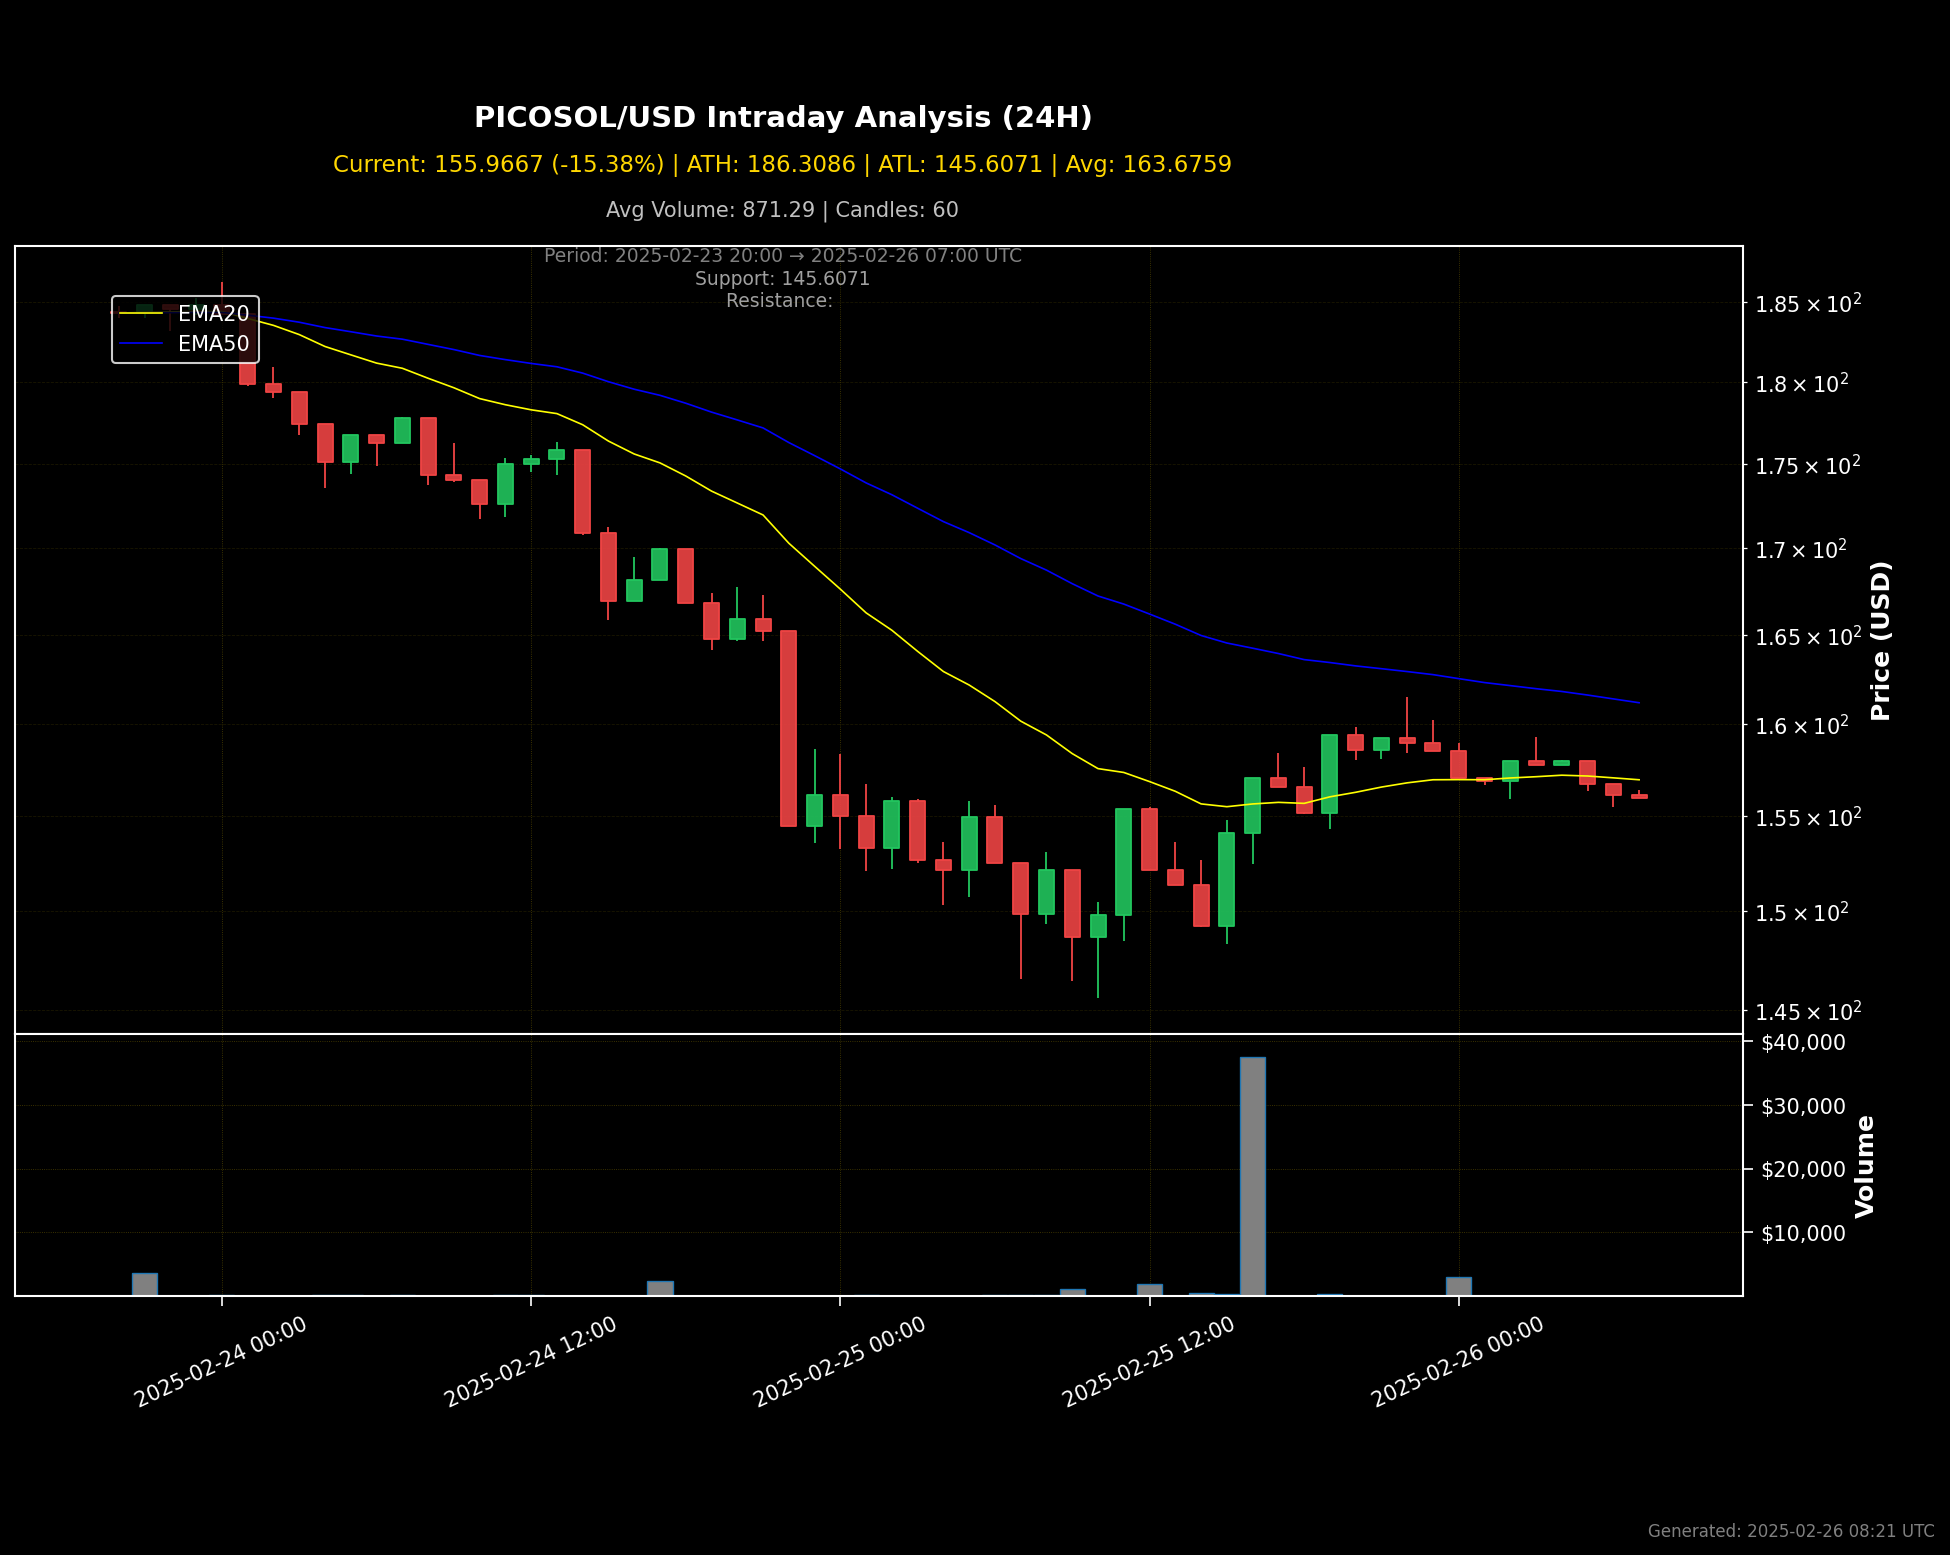 PICOSOL/USD Intraday Analysis (24H)
Current: 155.9667 (-15.38%) | ATH: 186.3086 | ATL: 145.6071 | Avg: 163.6759
Avg Volume: 871.29 | Candles: 60
Period: 2025-02-23 20:00 → 2025-02-26 07:00 UTC
Support: 145.6071
Resistance:
EMA20
EMA50
1.85 × 10²
1.8 × 10²
1.75 × 10²
1.7 × 10²
1.65 × 10²
1.6 × 10²
1.55 × 10²
1.5 × 10²
1.45 × 10²
Price (USD)
$40,000
$30,000
$20,000
$10,000
Volume
2025-02-24 00:00
2025-02-24 12:00
2025-02-25 00:00
2025-02-25 12:00
2025-02-26 00:00
Generated: 2025-02-26 08:21 UTC